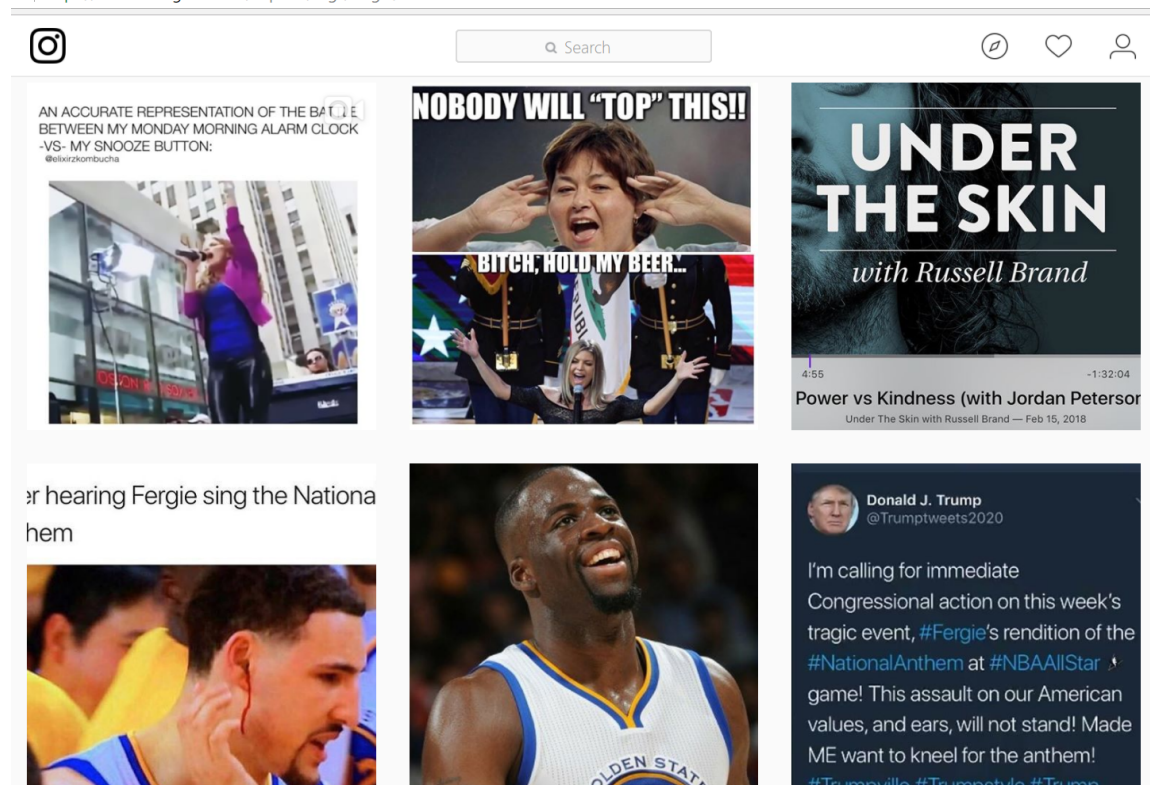 Search
AN ACCURATE REPRESENTATION OF THE BATTLE
BETWEEN MY MONDAY MORNING ALARM CLOCK
-VS- MY SNOOZE BUTTON:
@elixirzkombucha
NOBODY WILL “TOP” THIS!!
BITCH, HOLD MY BEER...
UNDER
THE SKIN
with Russell Brand
4:55
-1:32:04
Power vs Kindness (with Jordan Peterson
Under The Skin with Russell Brand — Feb 15, 2018
er hearing Fergie sing the Nationa
hem
OLDEN STAT
Donald J. Trump
@Trumptweets2020
I'm calling for immediate
Congressional action on this week's
tragic event, #Fergie's rendition of the
#NationalAnthem at #NBAAllStar
game! This assault on our American
values, and ears, will not stand! Made
ME want to kneel for the anthem!
#Trumpville #Trumpstyle #Trump